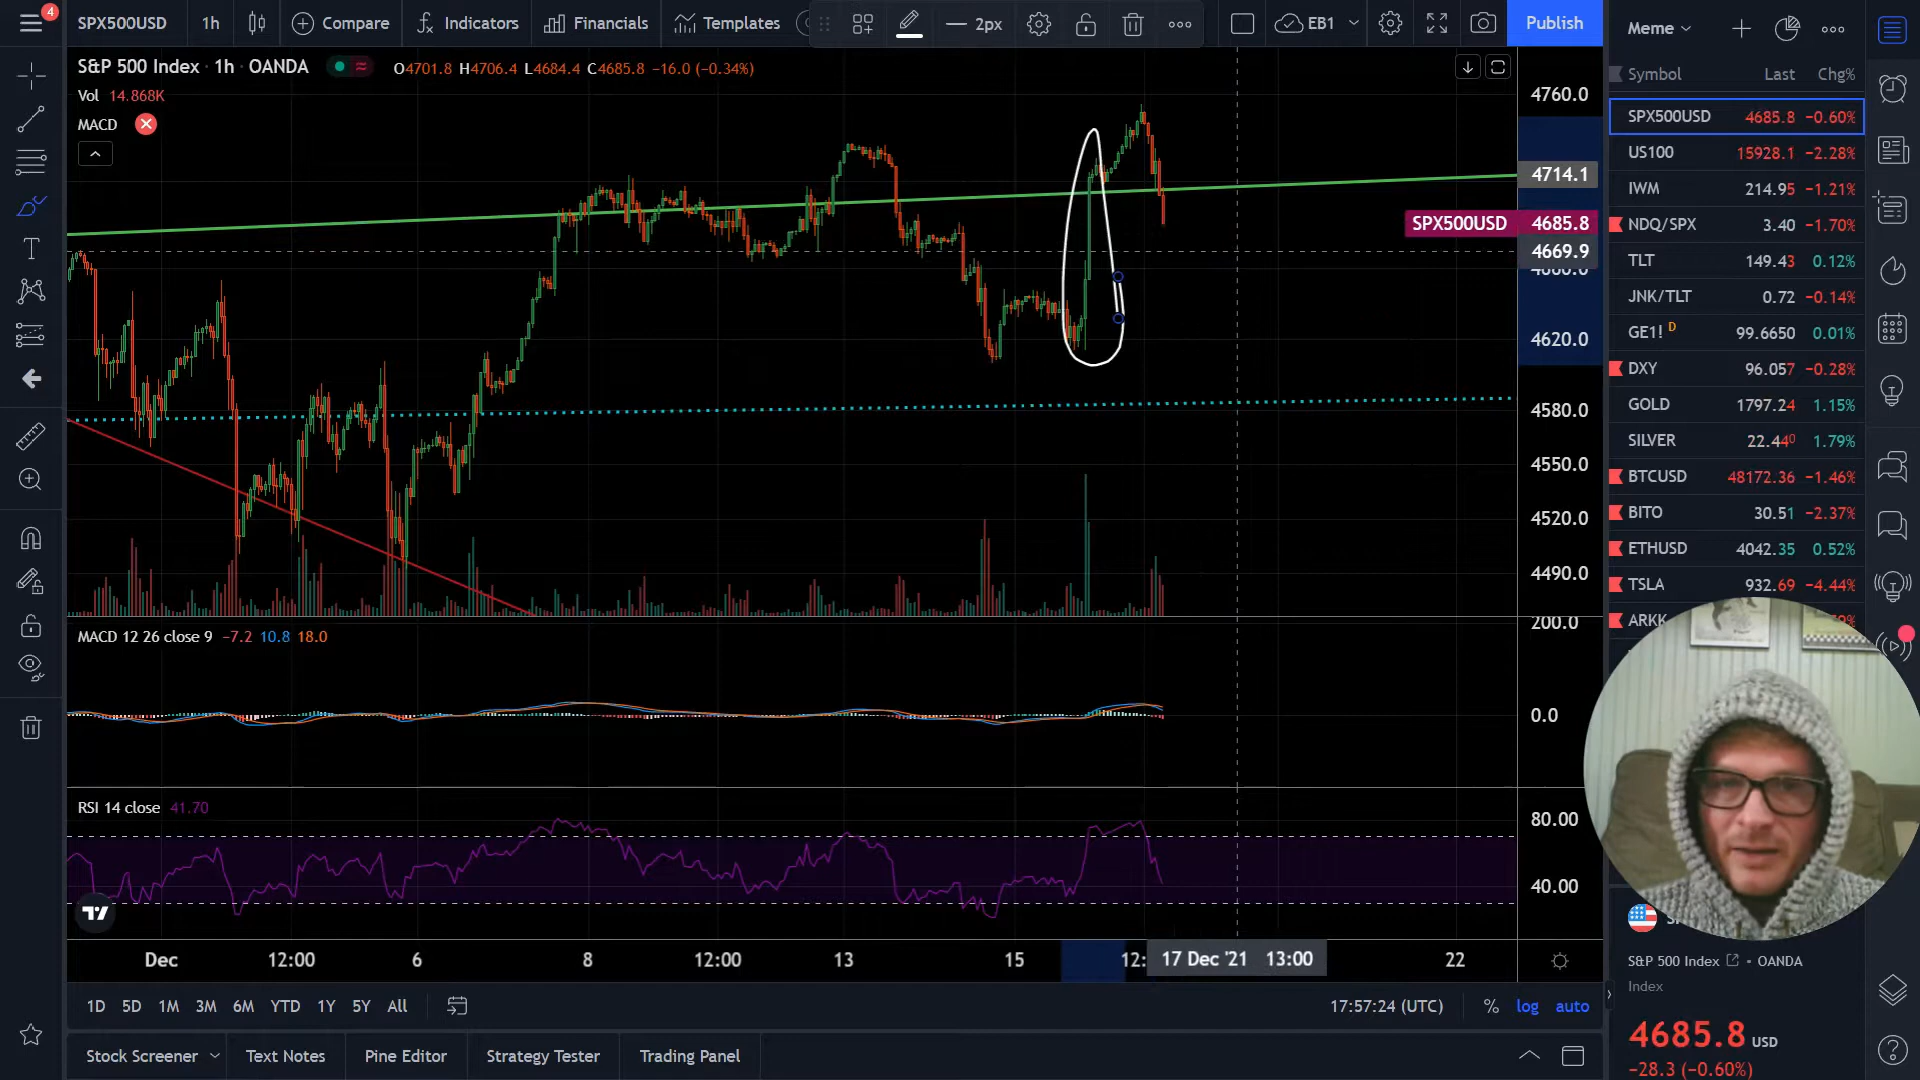 4
SPX500USD 1h Compare Indicators Financials Templates 2px EB1 Publish
S&P 500 Index · 1h · OANDA O4701.8 H4706.4 L4684.4 C4685.8 −16.0 (−0.34%)
Vol 14.868K
MACD
4760.0
4714.1
SPX500USD 4685.8
4669.9
4660.0
4620.0
4580.0
4550.0
4520.0
4490.0
MACD 12 26 close 9 −7.2 10.8 18.0
200.0
0.0
RSI 14 close 41.70
80.00
40.00
Dec 12:00 6 8 12:00 13 15 12: 17 Dec '21 13:00 22
1D 5D 1M 3M 6M YTD 1Y 5Y All 17:57:24 (UTC) % log auto
Stock Screener Text Notes Pine Editor Strategy Tester Trading Panel
Meme
Symbol Last Chg%
SPX500USD 4685.8 −0.60%
US100 15928.1 −2.28%
IWM 214.95 −1.21%
NDQ/SPX 3.40 −1.70%
TLT 149.43 0.12%
JNK/TLT 0.72 −0.14%
GE1! D 99.6650 0.01%
DXY 96.057 −0.28%
GOLD 1797.24 1.15%
SILVER 22.440 1.79%
BTCUSD 48172.36 −1.46%
BITO 30.51 −2.37%
ETHUSD 4042.35 0.52%
TSLA 932.69 −4.44%
ARKK
S&P 500 Index · OANDA
Index
4685.8 USD
−28.3 (−0.60%)